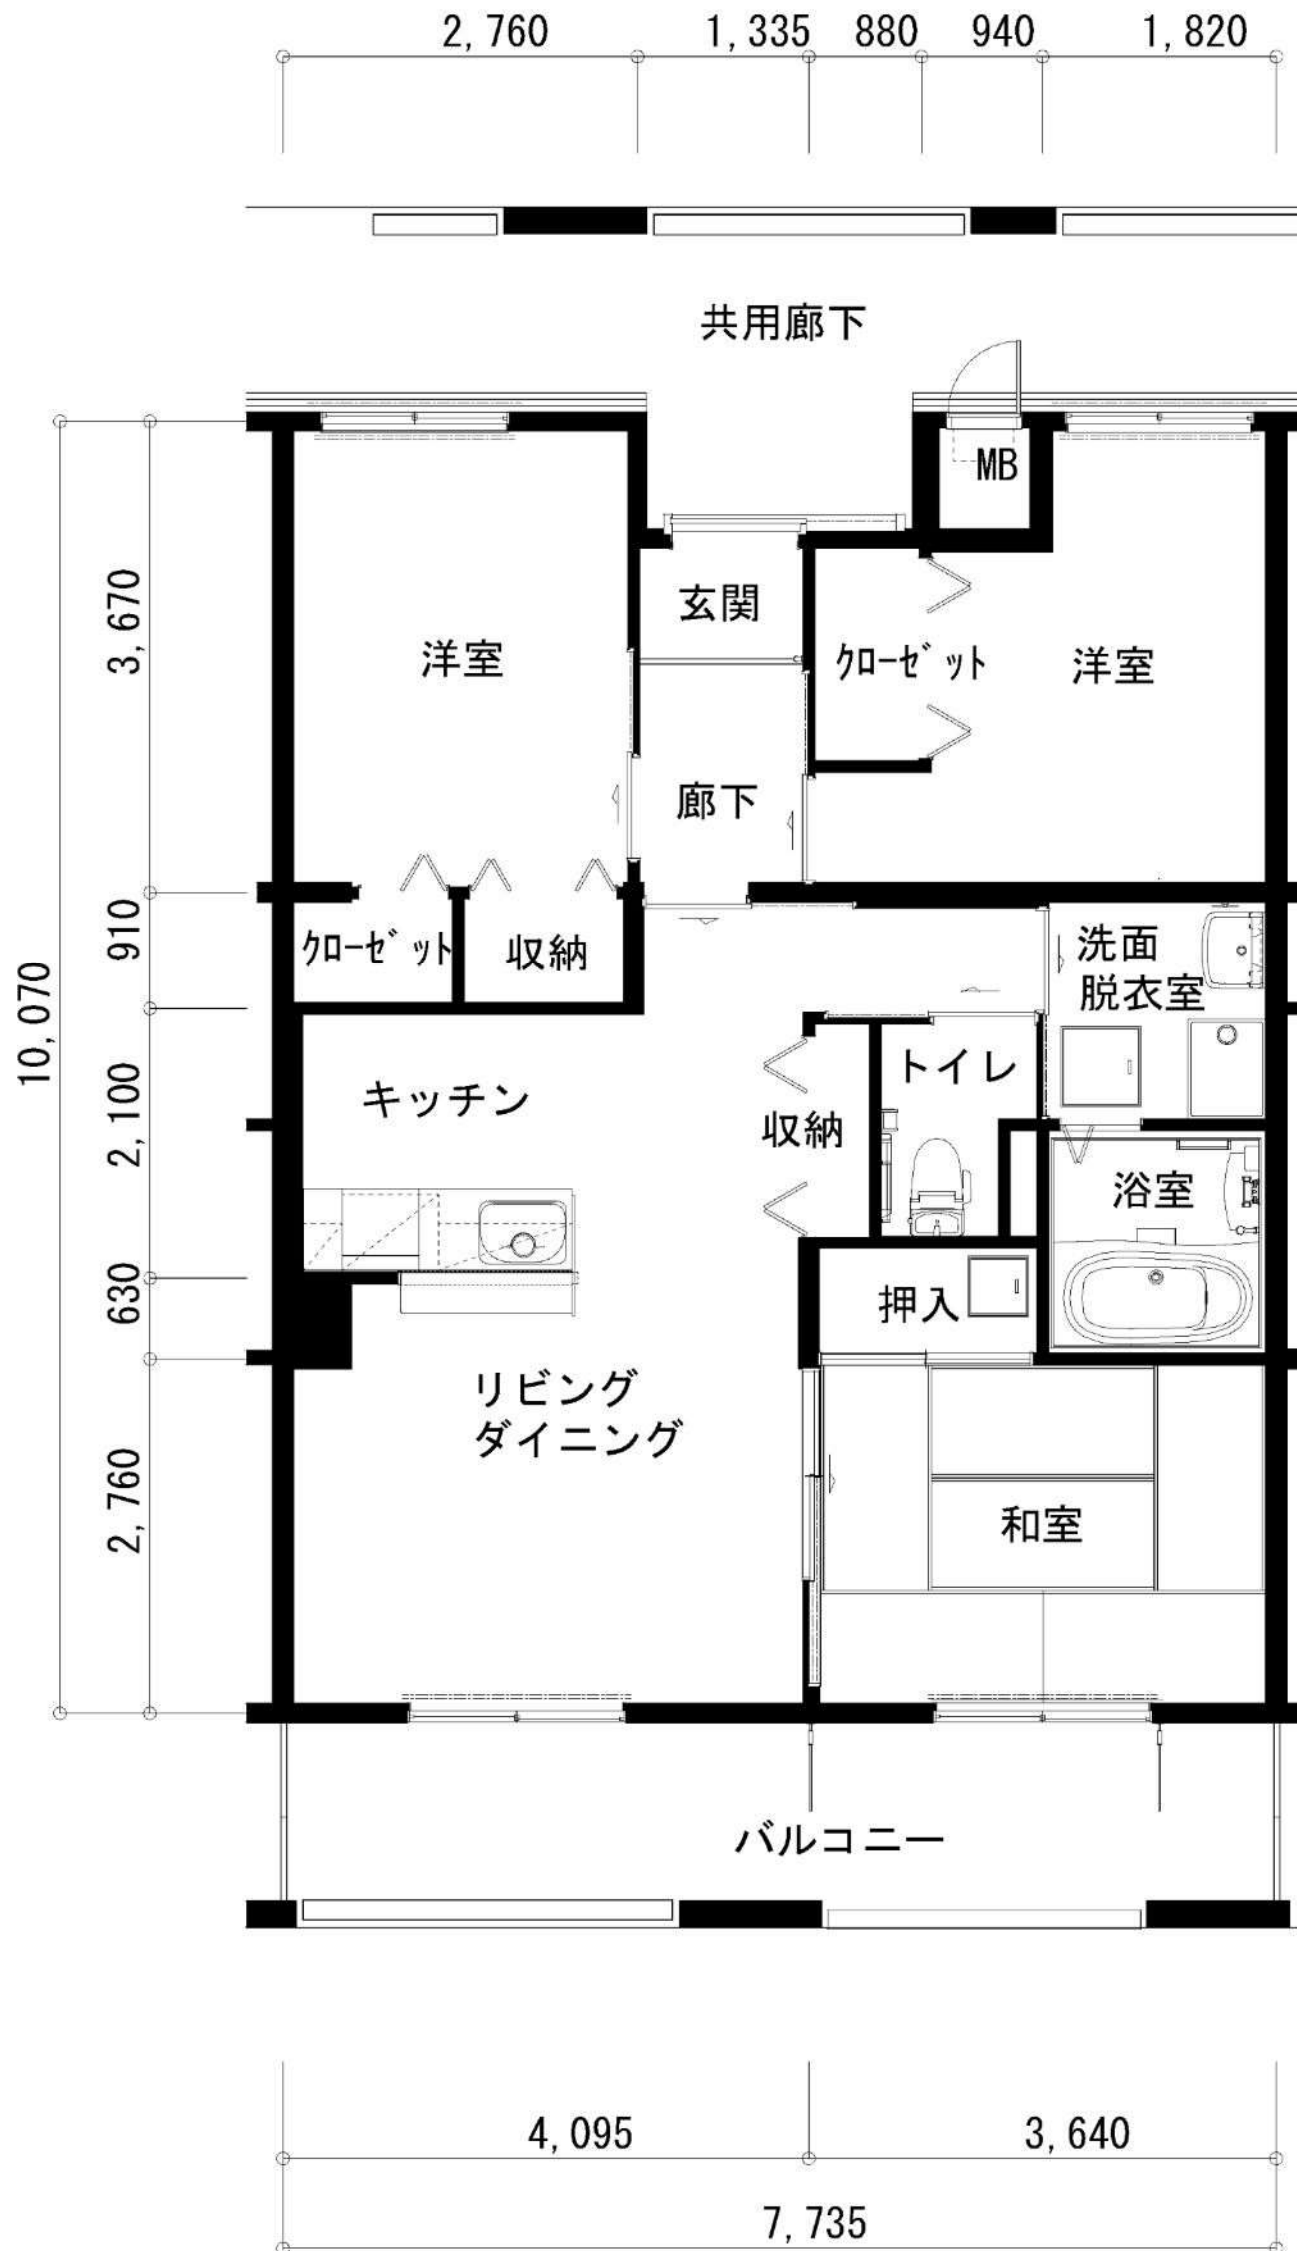 2,760
1,335
880
940
1,820
共用廊下
MB
玄関
洋室
ｸﾛｰｾﾞｯﾄ
洋室
廊下
3,670
910
10,070
2,100
630
2,760
ｸﾛｰｾﾞｯﾄ
収納
洗面
脱衣室
キッチン
トイレ
収納
浴室
押入
リビング
ダイニング
和室
バルコニー
4,095
3,640
7,735